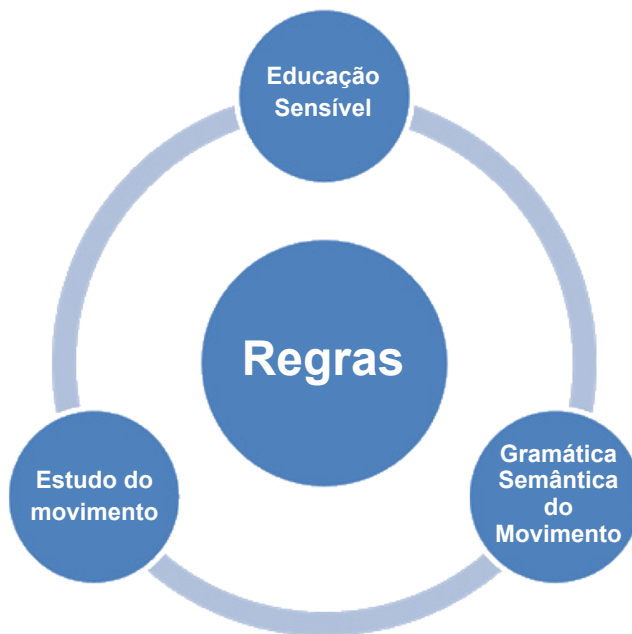 Educação
Sensível
Regras
Estudo do
movimento
Gramática
Semântica
do
Movimento